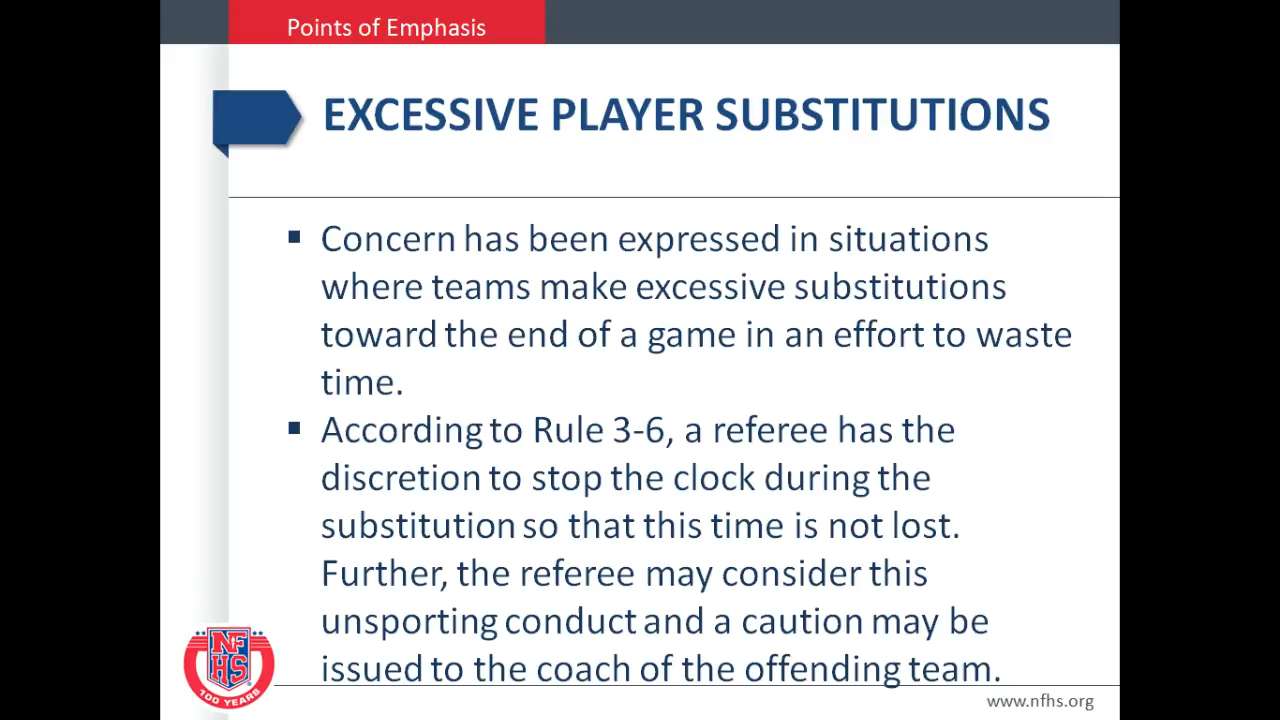 Points of Emphasis
EXCESSIVE PLAYER SUBSTITUTIONS
▪ Concern has been expressed in situations
where teams make excessive substitutions
toward the end of a game in an effort to waste
time.
▪ According to Rule 3-6, a referee has the
discretion to stop the clock during the
substitution so that this time is not lost.
Further, the referee may consider this
unsporting conduct and a caution may be
issued to the coach of the offending team.
NF
HS
100 YEARS
www.nfhs.org